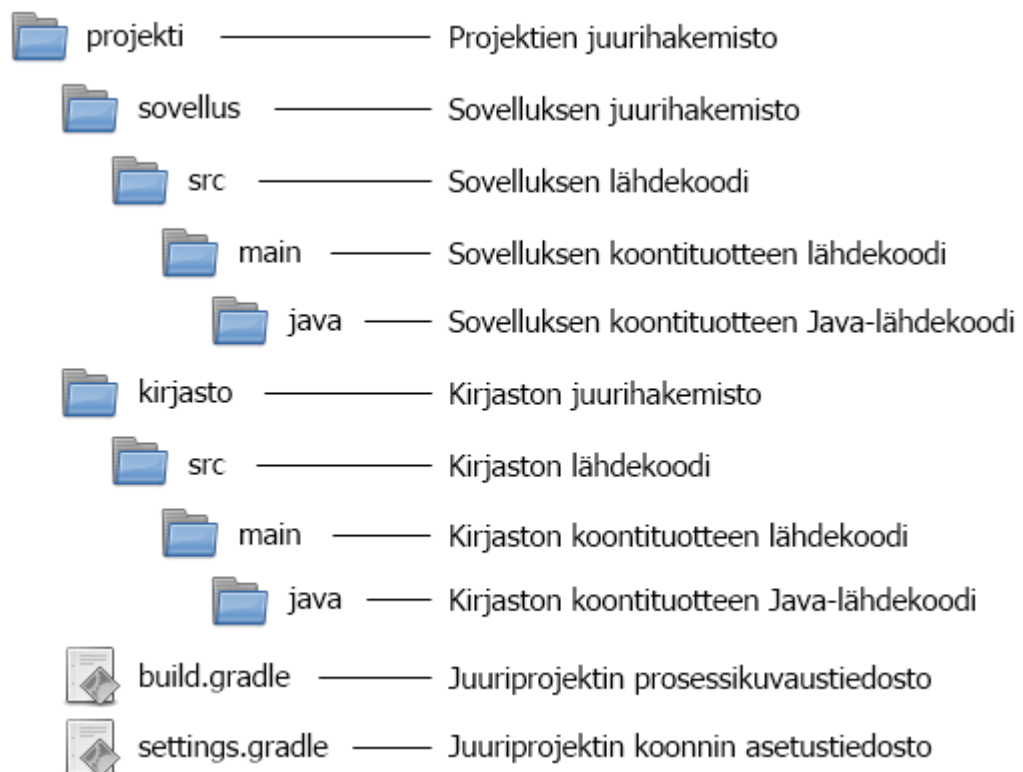 projekti Projektien juurihakemisto
sovellus Sovelluksen juurihakemisto
src Sovelluksen lähdekoodi
main Sovelluksen koontituotteen lähdekoodi
java Sovelluksen koontituotteen Java-lähdekoodi
kirjasto Kirjaston juurihakemisto
src Kirjaston lähdekoodi
main Kirjaston koontituotteen lähdekoodi
java Kirjaston koontituotteen Java-lähdekoodi
build.gradle Juuriprojektin prosessikuvaustiedosto
settings.gradle Juuriprojektin koonnin asetustiedosto